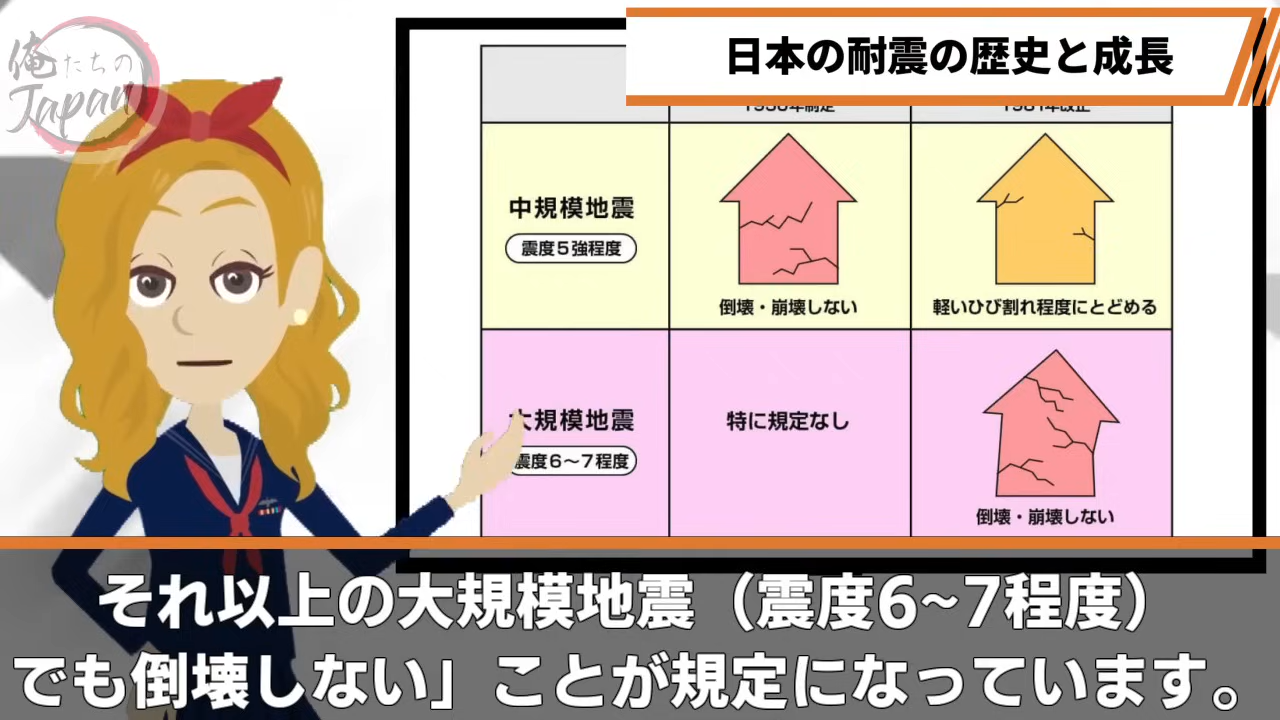 俺たちの
Japan
日本の耐震の歴史と成長
中規模地震
震度5強程度
倒壊・崩壊しない
軽いひび割れ程度にとどめる
大規模地震
震度6〜7程度
特に規定なし
倒壊・崩壊しない
それ以上の大規模地震（震度6~7程度）
でも倒壊しない」ことが規定になっています。